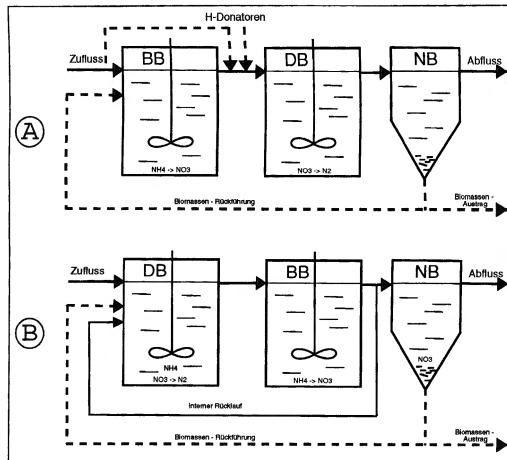 H-Donatoren
Zufluss
BB
DB
NB
Abfluss
A
NH4 -> NO3
NO3 -> N2
Biomassen - Rückführung
Biomassen -
Austrag
Zufluss
DB
BB
NB
Abfluss
B
NH4
NO3 -> N2
NH4 -> NO3
NO3
Interner Rücklauf
Biomassen - Rückführung
Biomassen -
Austrag